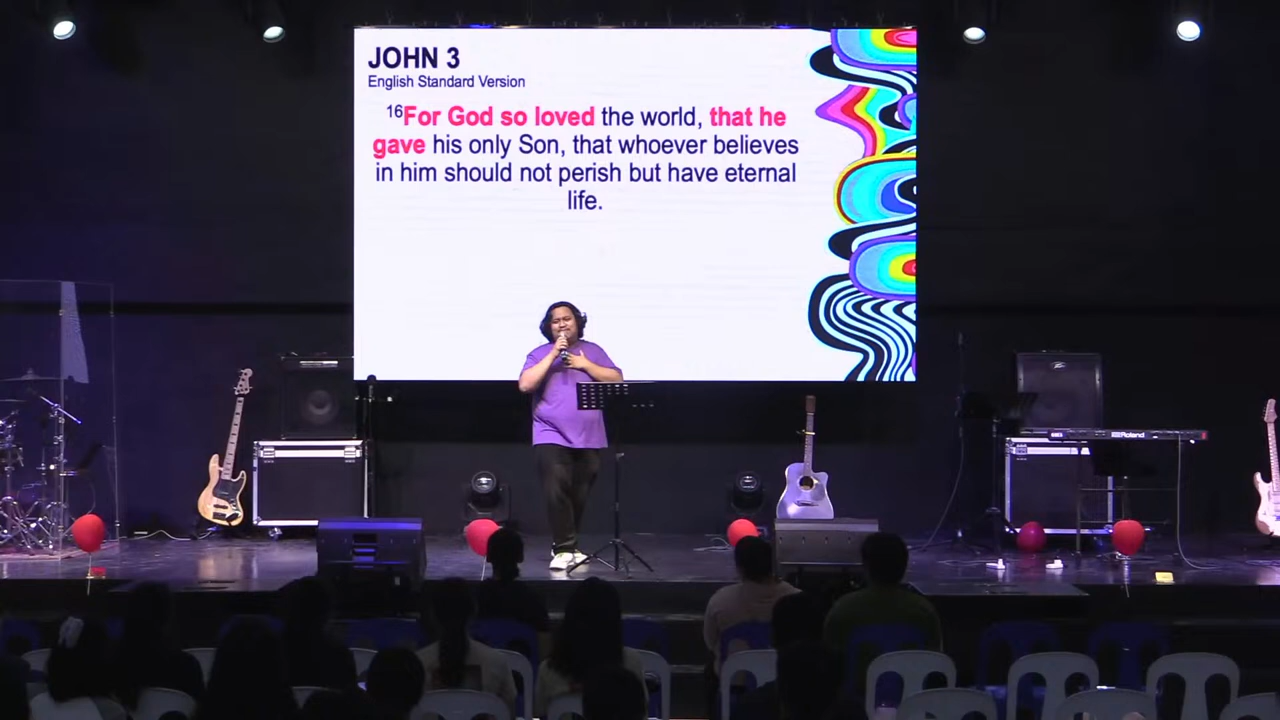 JOHN 3
English Standard Version
16For God so loved the world, that he
gave his only Son, that whoever believes
in him should not perish but have eternal
life.
Roland